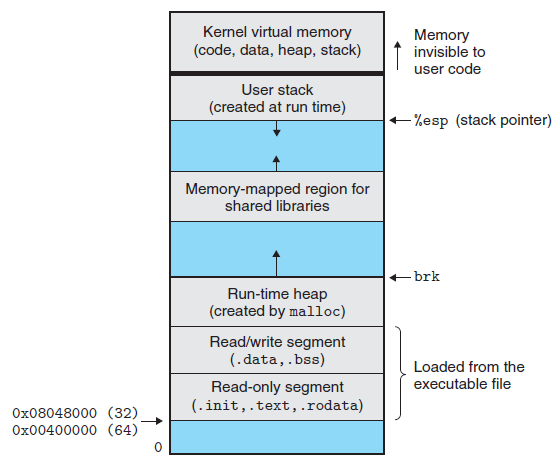 Kernel virtual memory
(code, data, heap, stack)
Memory
invisible to
user code
User stack
(created at run time)
%esp (stack pointer)
Memory-mapped region for
shared libraries
brk
Run-time heap
(created by malloc)
Read/write segment
(.data,.bss)
Loaded from the
executable file
Read-only segment
(.init,.text,.rodata)
0x08048000 (32)
0x00400000 (64)
0